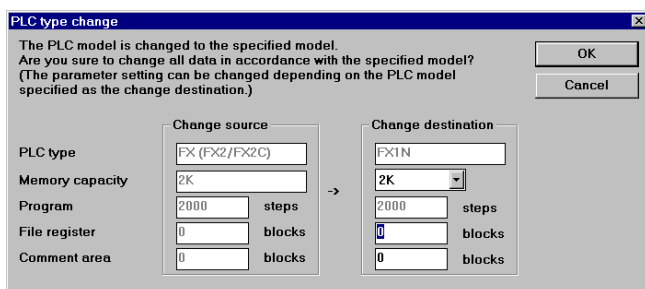 PLC type change
The PLC model is changed to the specified model.
Are you sure to change all data in accordance with the specified model?
(The parameter setting can be changed depending on the PLC model
specified as the change destination.)
OK
Cancel
Change source
Change destination
PLC type FX (FX2/FX2C) FX1N
Memory capacity 2K -> 2K
Program 2000 steps 2000 steps
File register 0 blocks 0 blocks
Comment area 0 blocks 0 blocks